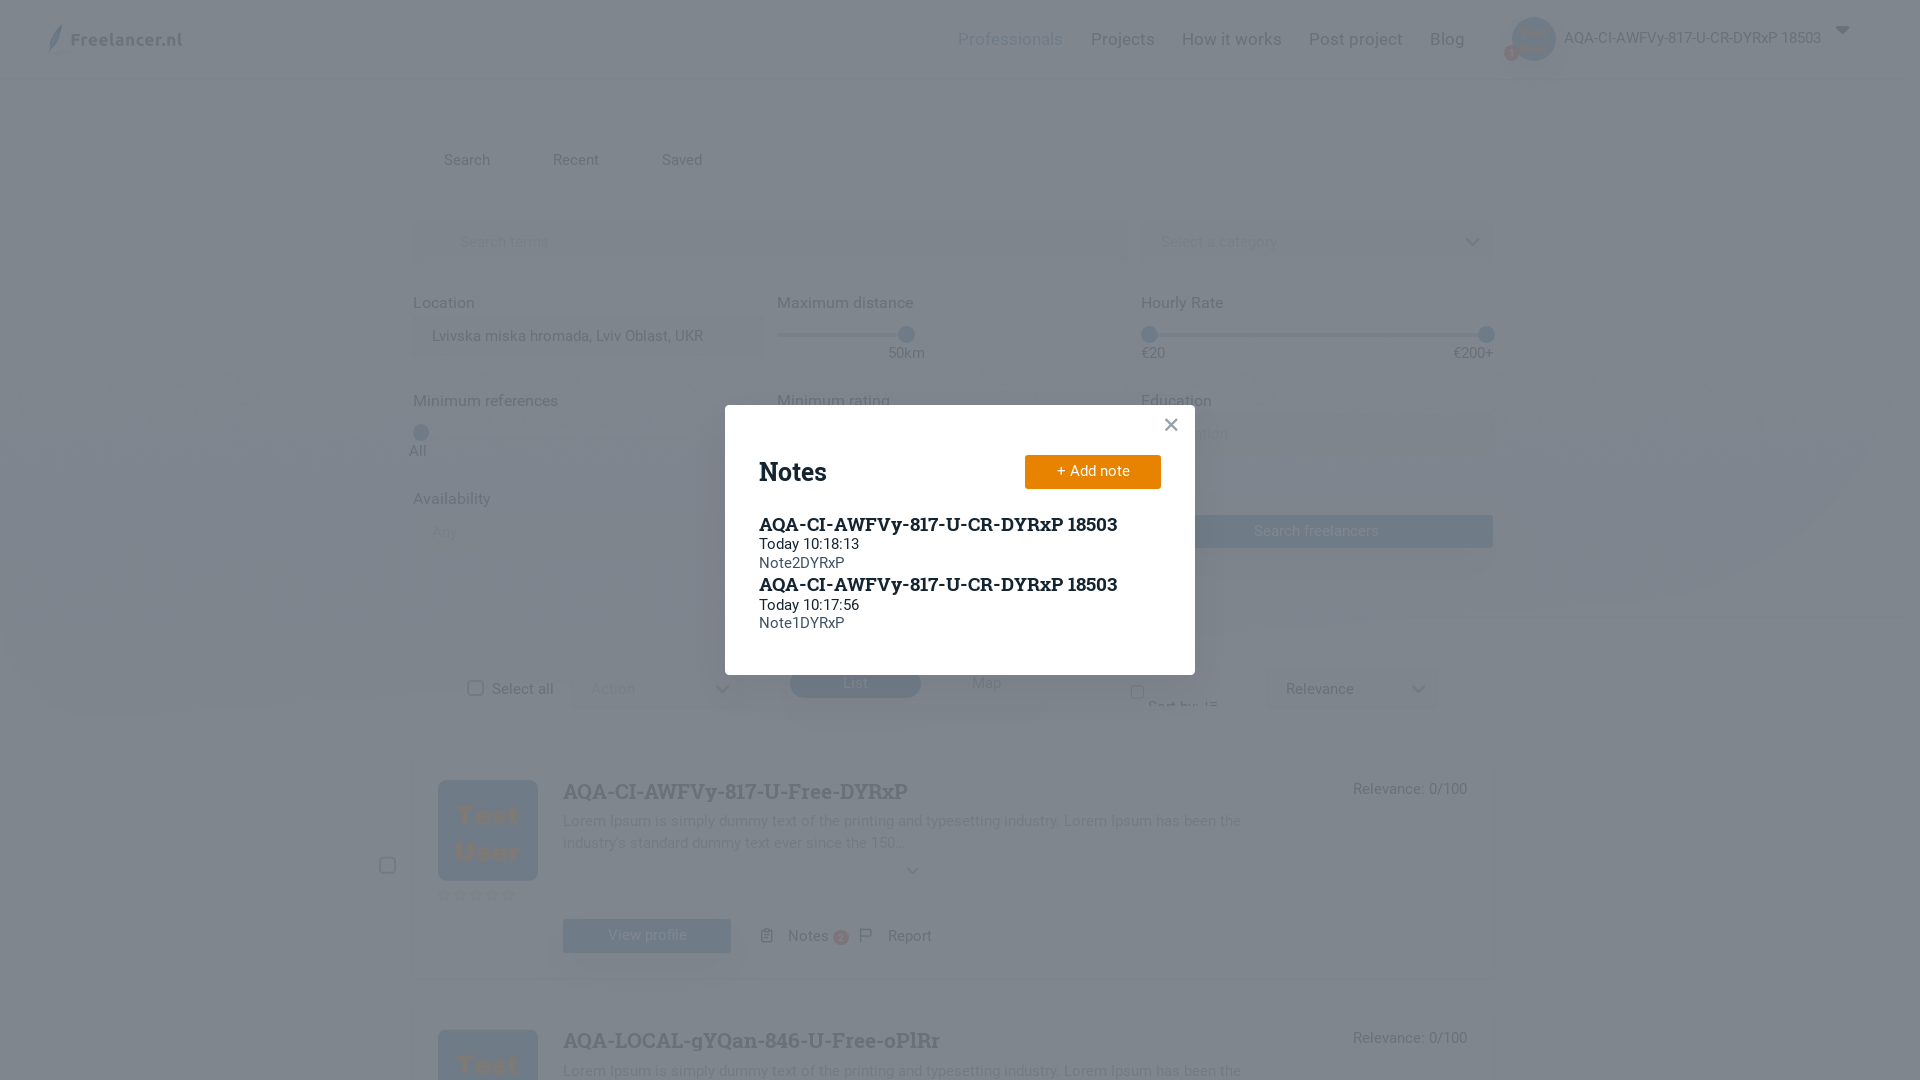 Freelancer.nl
Professionals
Projects
How it works
Post project
Blog
AQA-CI-AWFVy-817-U-CR-DYRxP 18503
Search
Recent
Saved
Search terms
Select a category
Location
Maximum distance
Hourly Rate
Lvivska miska hromada, Lviv Oblast, UKR
50km
€20
€200+
Minimum references
Minimum rating
Education
All
Availability
Any
Search freelancers
Notes
+ Add note
AQA-CI-AWFVy-817-U-CR-DYRxP 18503
Today 10:18:13
Note2DYRxP
AQA-CI-AWFVy-817-U-CR-DYRxP 18503
Today 10:17:56
Note1DYRxP
Select all
Action
List
Map
Sort by:
Relevance
AQA-CI-AWFVy-817-U-Free-DYRxP
Relevance: 0/100
Test
User
Lorem Ipsum is simply dummy text of the printing and typesetting industry. Lorem Ipsum has been the
industry's standard dummy text ever since the 150...
View profile
Notes
Report
AQA-LOCAL-gYQan-846-U-Free-oPlRr
Relevance: 0/100
Test
Lorem Ipsum is simply dummy text of the printing and typesetting industry. Lorem Ipsum has been the